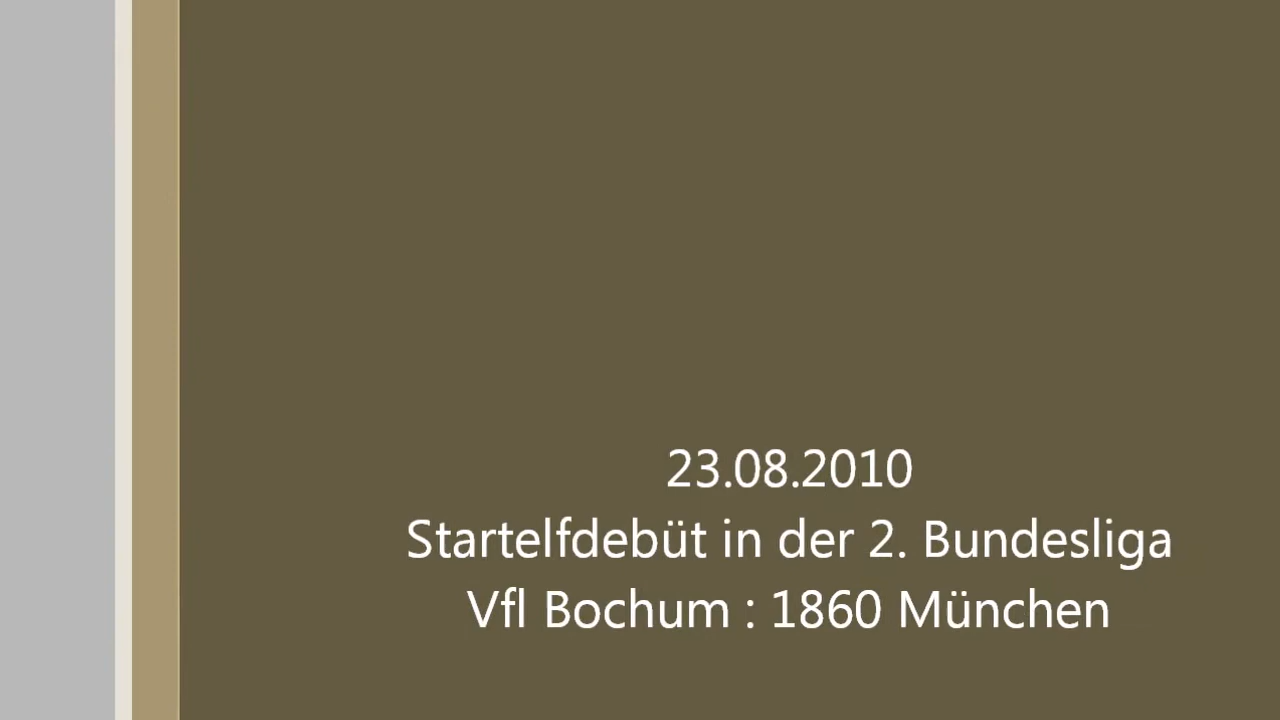 23.08.2010
Startelfdebüt in der 2. Bundesliga
Vfl Bochum : 1860 München